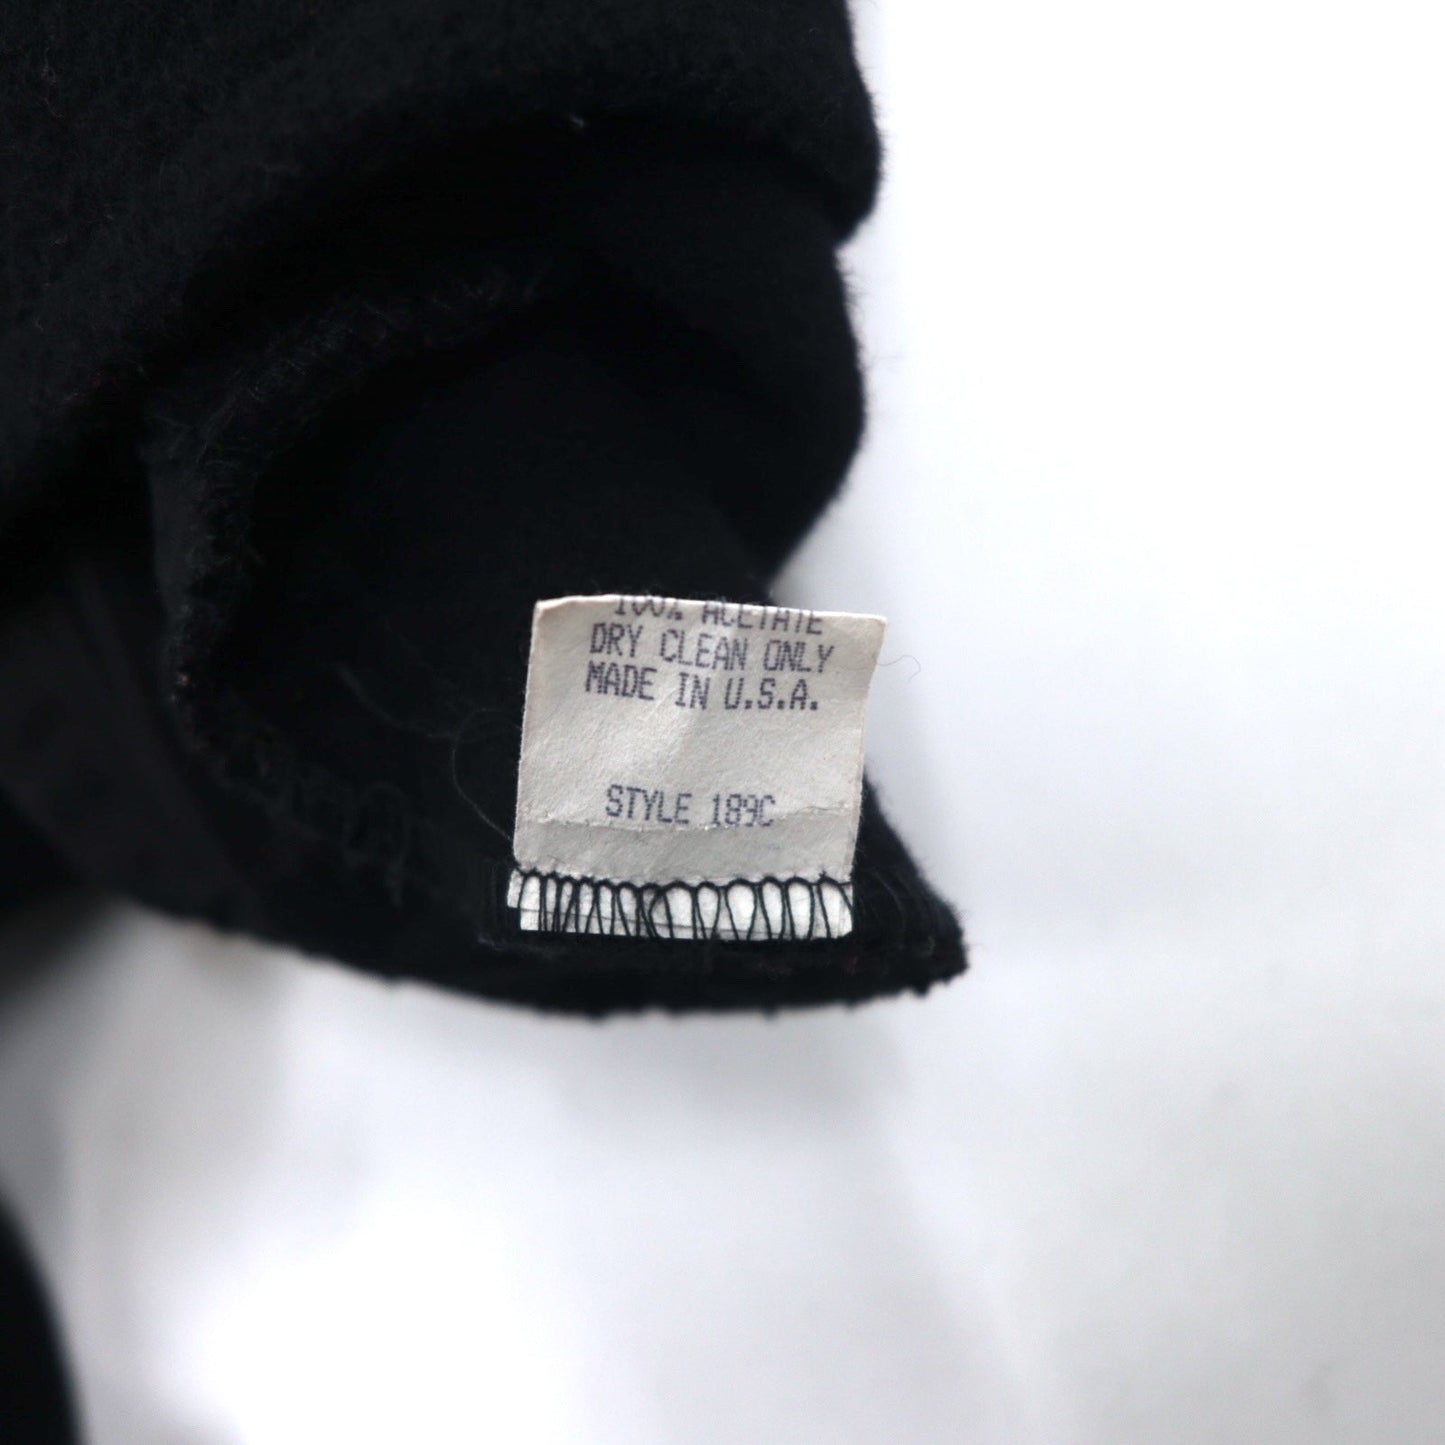 100% ACETATE
DRY CLEAN ONLY
MADE IN U.S.A.
STYLE 189C